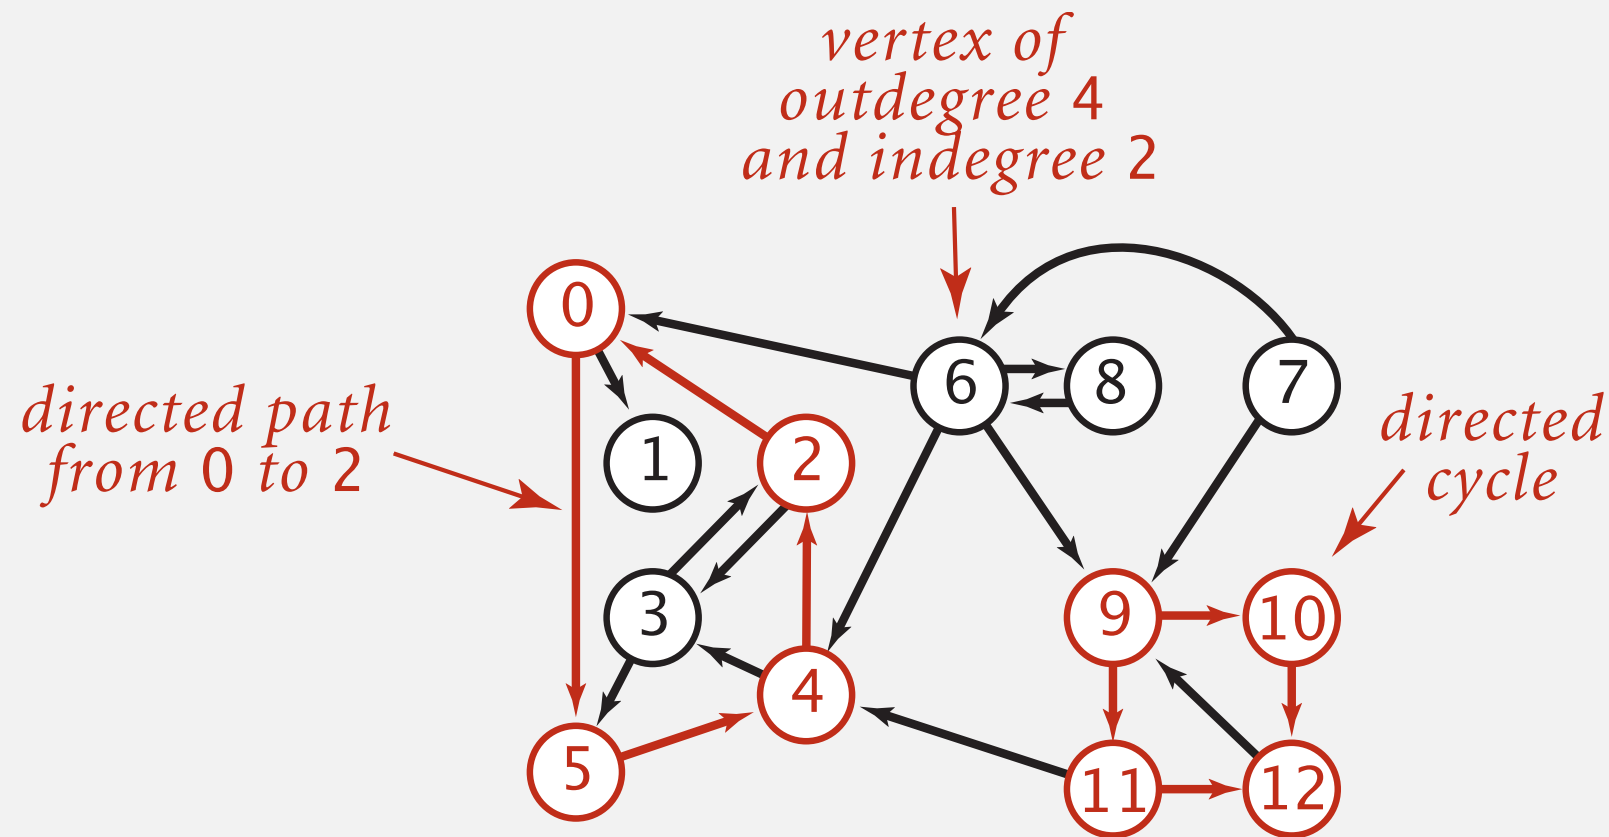 vertex of
outdegree 4
and indegree 2
0
6
8
7
directed path
from 0 to 2
1
2
directed
cycle
3
4
9
10
5
11
12